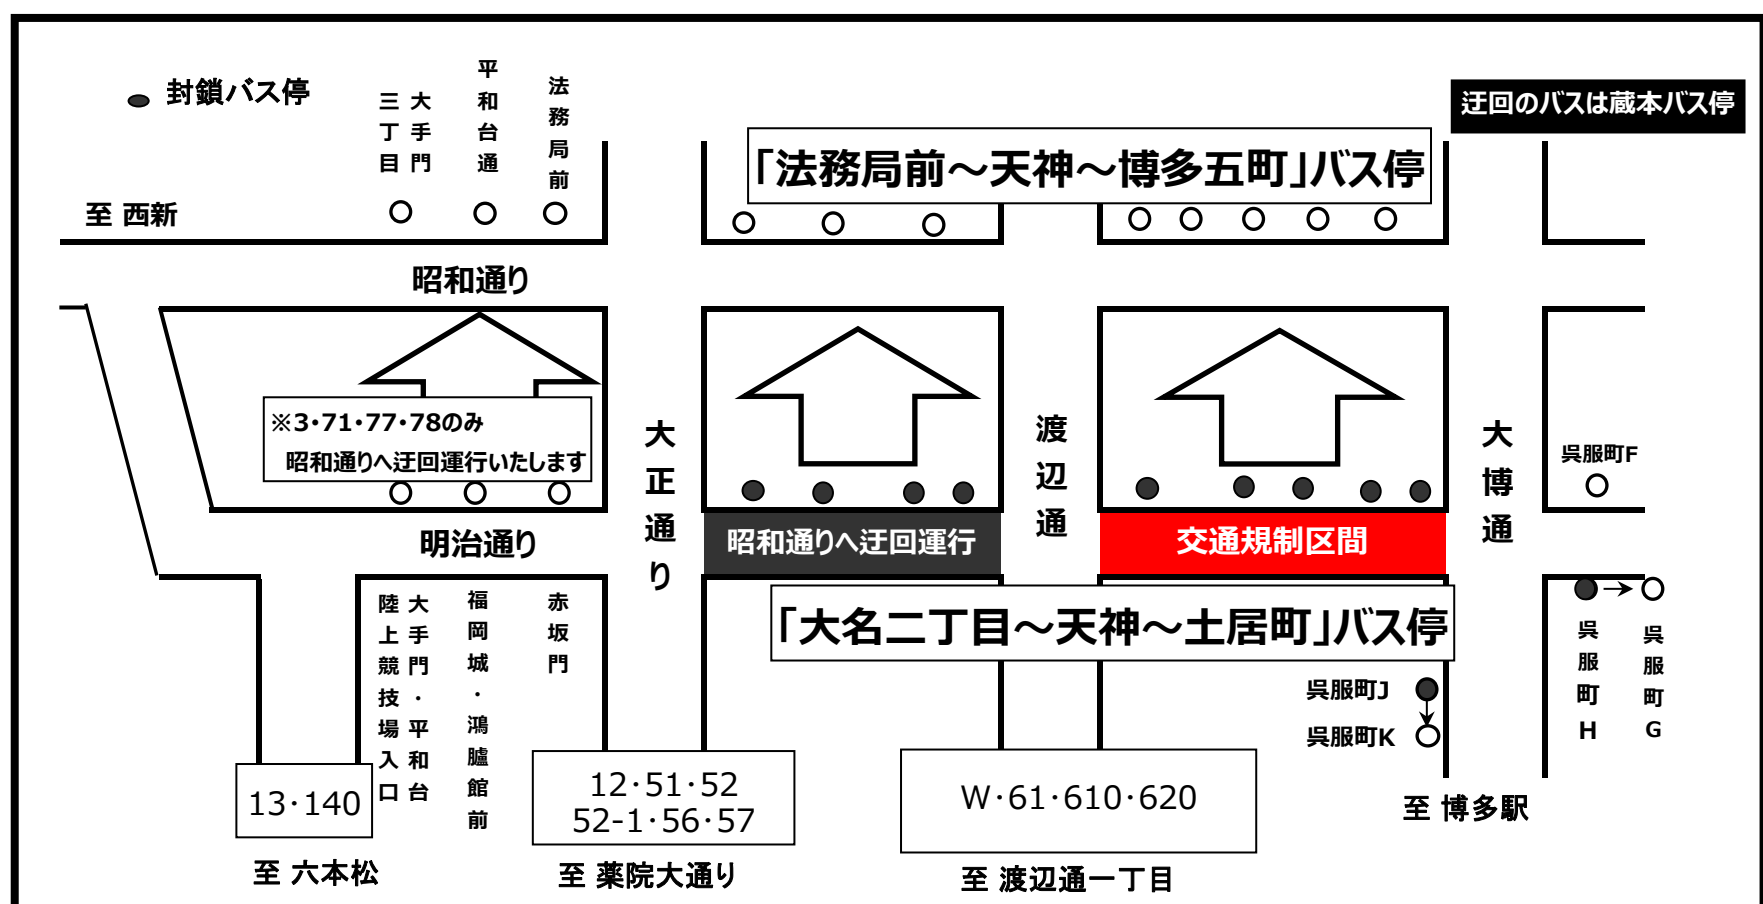 封鎖バス停
大手門
三丁目
平和台通
法務局前
迂回のバスは蔵本バス停
「法務局前～天神～博多五町」バス停
至 西新
昭和通り
※3・71・77・78のみ
昭和通りへ迂回運行いたします
大正通り
渡辺通
大博通
呉服町F
明治通り
昭和通りへ迂回運行
交通規制区間
大手門・平和台
陸上競技場入口
福岡城・鴻臚館前
赤坂門
「大名二丁目～天神～土居町」バス停
呉服町H
呉服町G
呉服町J
呉服町K
13・140
12・51・52
52-1・56・57
W・61・610・620
至 博多駅
至 六本松
至 薬院大通り
至 渡辺通一丁目